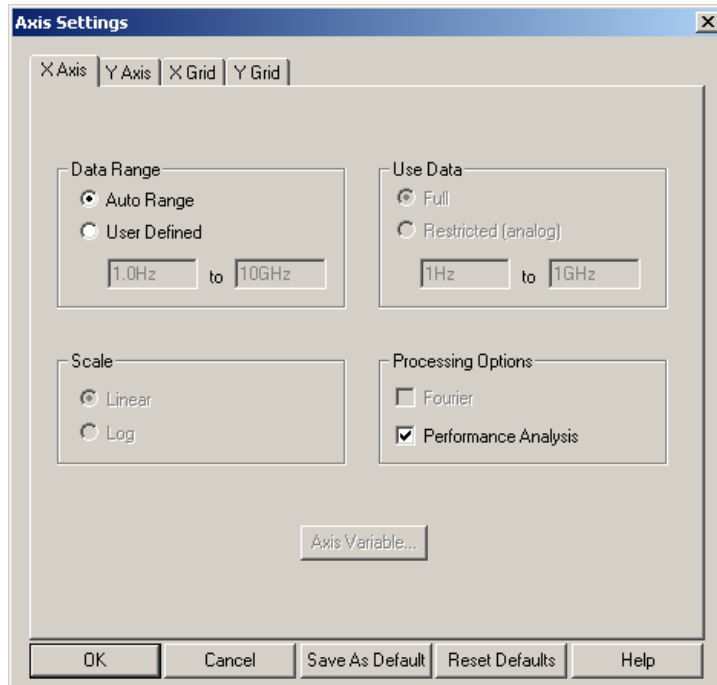 Axis Settings
X Axis Y Axis X Grid Y Grid
Data Range
Auto Range
User Defined
1.0Hz to 10GHz
Use Data
Full
Restricted (analog)
1Hz to 1GHz
Scale
Linear
Log
Processing Options
Fourier
Performance Analysis
Axis Variable...
OK Cancel Save As Default Reset Defaults Help